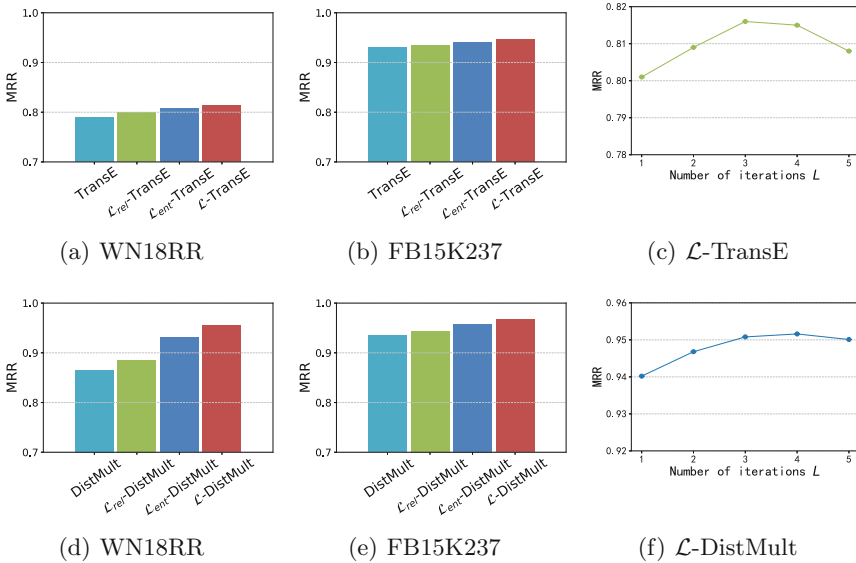 1.0
0.9
0.8
0.7
MRR
TransE
ℒrel-TransE
ℒent-TransE
ℒ-TransE
(a) WN18RR
1.0
0.9
0.8
0.7
MRR
TransE
ℒrel-TransE
ℒent-TransE
ℒ-TransE
(b) FB15K237
0.82
0.81
0.80
0.79
0.78
MRR
1 2 3 4 5
Number of iterions L
(c) ℒ-TransE
1.0
0.9
0.8
0.7
MRR
DistMult
ℒrel-DistMult
ℒent-DistMult
ℒ-DistMult
(d) WN18RR
1.0
0.9
0.8
0.7
MRR
DistMult
ℒrel-DistMult
ℒent-DistMult
ℒ-DistMult
(e) FB15K237
0.96
0.95
0.94
0.93
0.92
MRR
1 2 3 4 5
Number of iterions L
(f) ℒ-DistMult